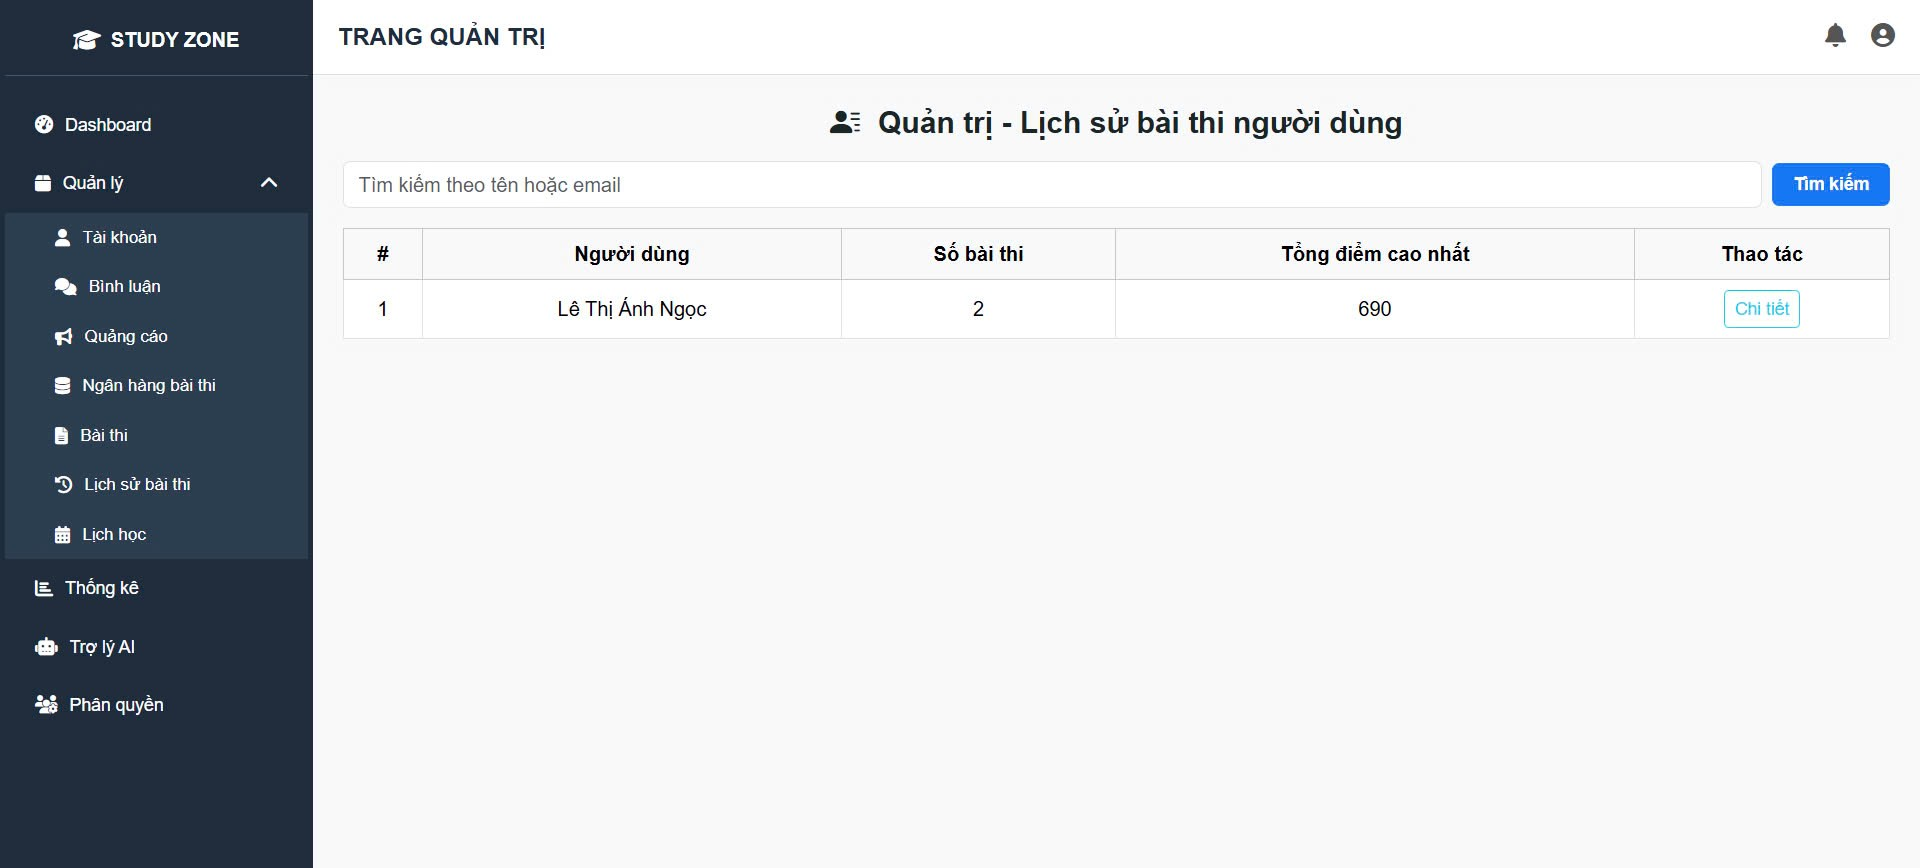 STUDY ZONE
TRANG QUẢN TRỊ
Dashboard
Quản lý
Tài khoản
Bình luận
Quảng cáo
Ngân hàng bài thi
Bài thi
Lịch sử bài thi
Lịch học
Thống kê
Trợ lý AI
Phân quyền
Quản trị - Lịch sử bài thi người dùng
Tìm kiếm theo tên hoặc email
Tìm kiếm
# Người dùng Số bài thi Tổng điểm cao nhất Thao tác
1 Lê Thị Ánh Ngọc 2 690 Chi tiết